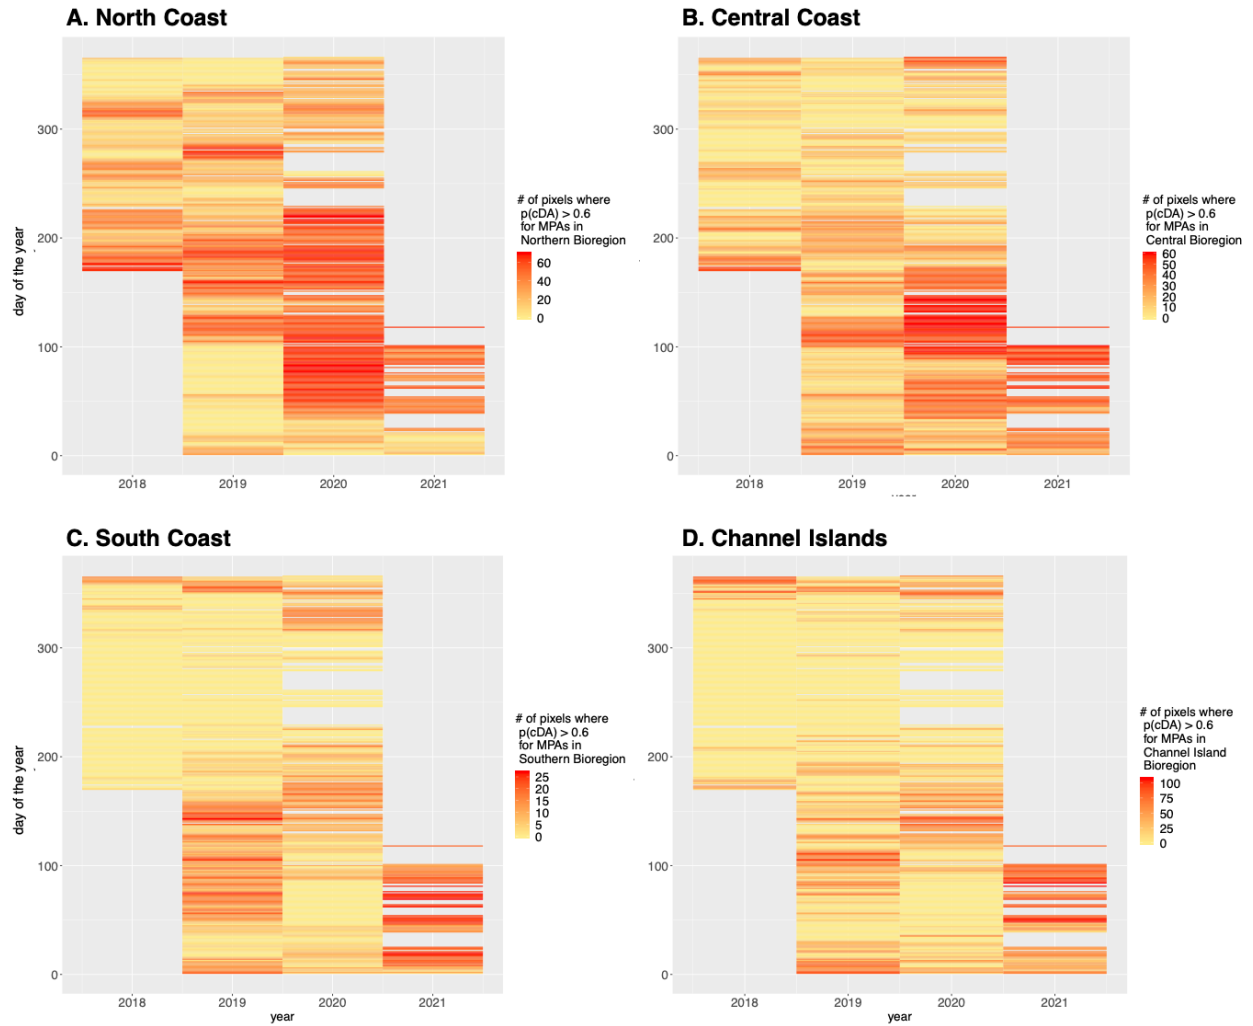 A. North Coast
day of the year
300
200
100
0
2018 2019 2020 2021
# of pixels where
p(cDA) > 0.6
for MPAs in
Northern Bioregion
60
40
20
0
B. Central Coast
300
200
100
0
2018 2019 2020 2021
# of pixels where
p(cDA) > 0.6
for MPAs in
Central Bioregion
60
50
40
30
20
10
0
C. South Coast
day of the year
300
200
100
0
2018 2019 2020 2021
year
# of pixels where
p(cDA) > 0.6
for MPAs in
Southern Bioregion
25
20
15
10
5
0
D. Channel Islands
300
200
100
0
2018 2019 2020 2021
year
# of pixels where
p(cDA) > 0.6
for MPAs in
Channel Island
Bioregion
100
75
50
25
0